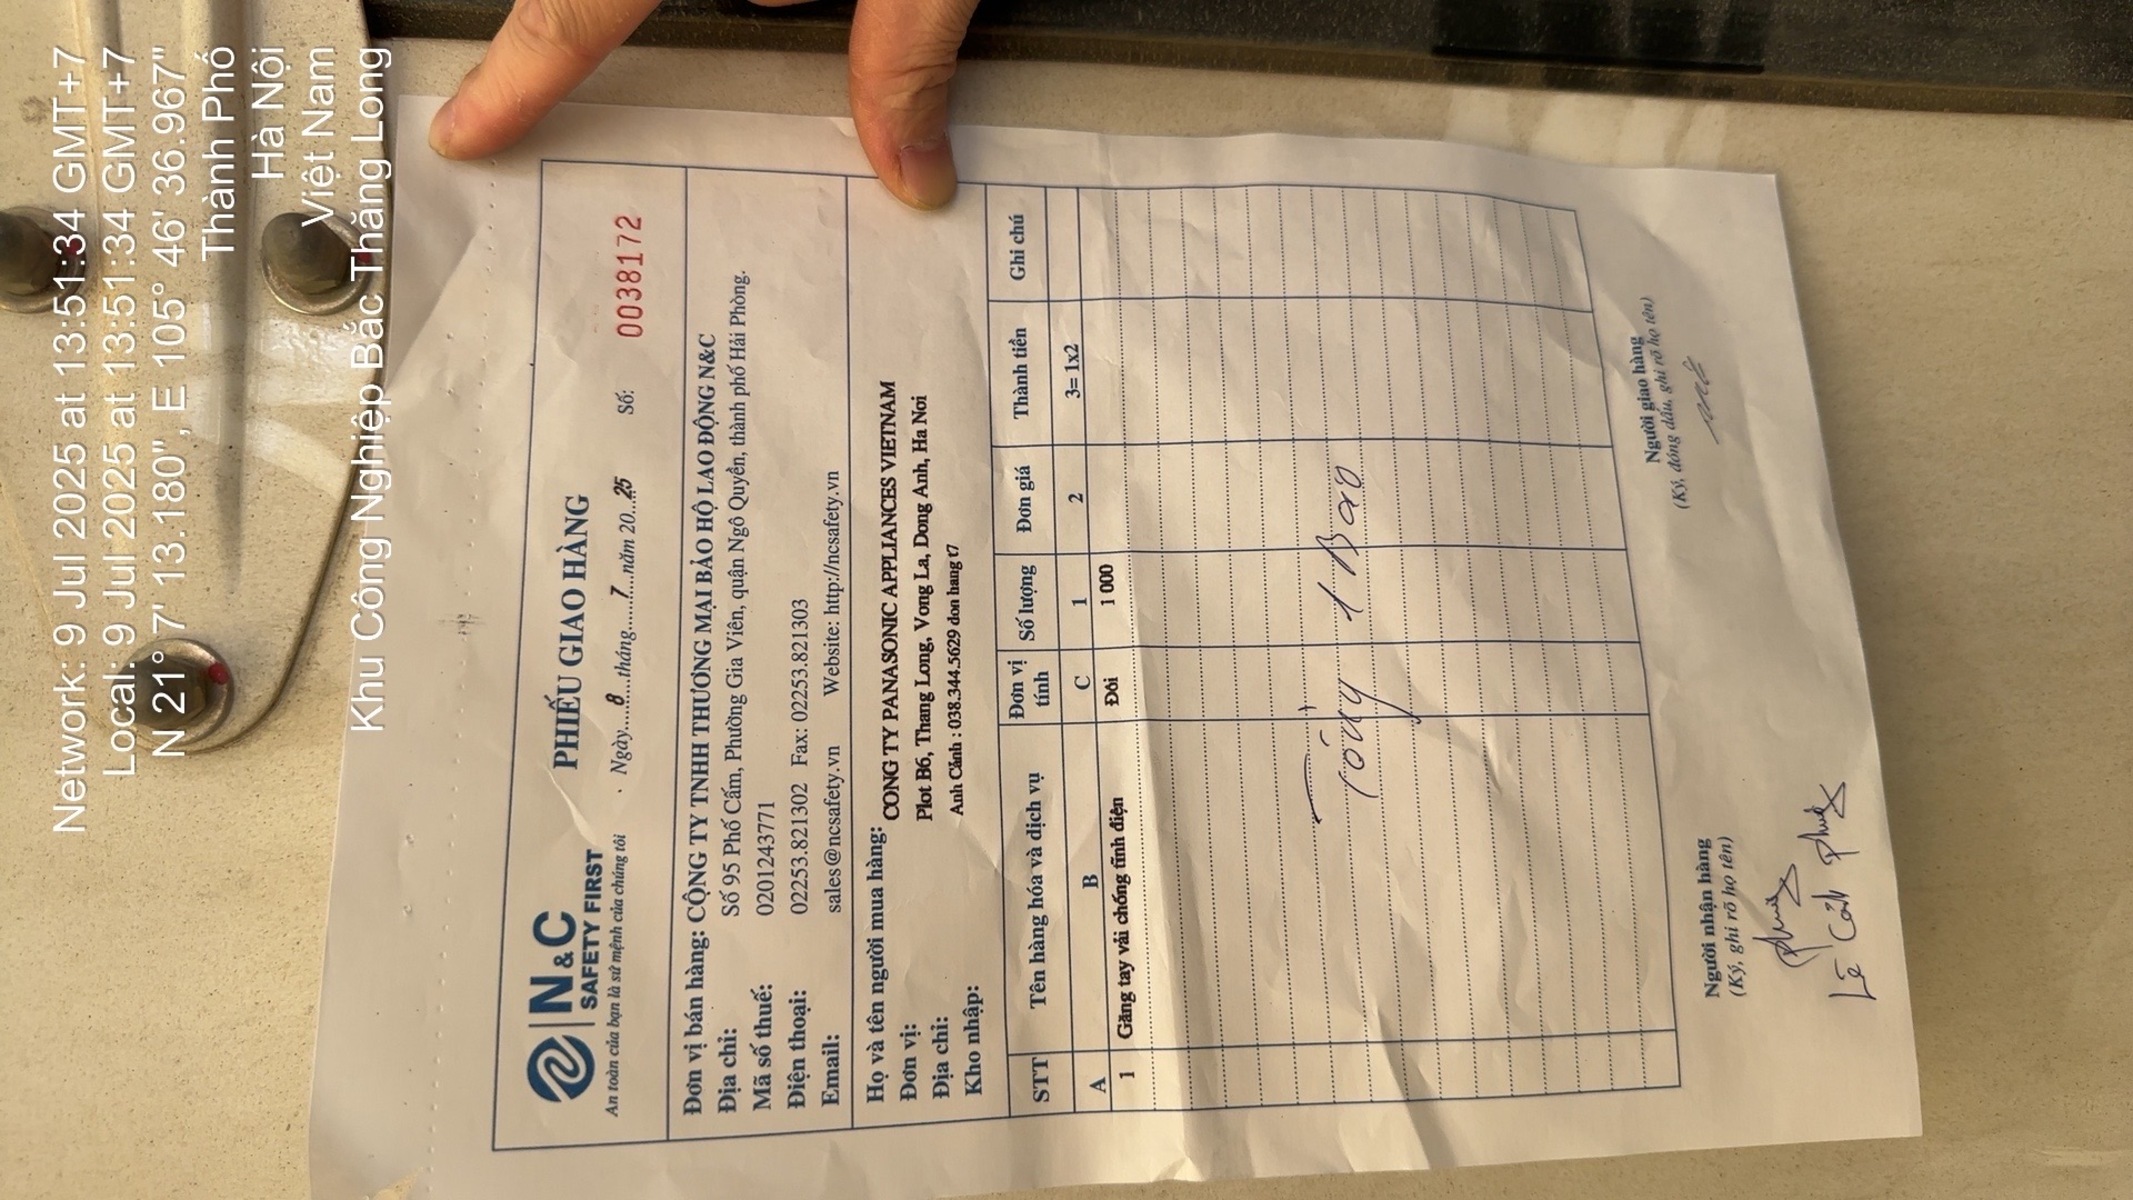 Network: 9 Jul 2025 at 13:51:34 GMT+7
Local: 9 Jul 2025 at 13:51:34 GMT+7
N 21° 7' 13.180", E 105° 46' 36.967"
Thành Phố
Hà Nội
Việt Nam
Khu Công Nghiệp Bắc Thăng Long
N&C
SAFETY FIRST
An toàn của bạn là sứ mệnh của chúng tôi
PHIẾU GIAO HÀNG
Ngày.....8.....tháng.....7....năm 20...25
Số: 0038172
Đơn vị bán hàng: CÔNG TY TNHH THƯƠNG MẠI BẢO HỘ LAO ĐỘNG N&C
Địa chỉ: Số 95 Phố Cấm, Phường Gia Viên, quận Ngô Quyền, thành phố Hải Phòng.
Mã số thuế: 0201243771
Điện thoại: 02253.821302 Fax: 02253.821303
Email: sales@ncsafety.vn Website: http://ncsafety.vn
Họ và tên người mua hàng:
Đơn vị: CONG TY PANASONIC APPLIANCES VIETNAM
Địa chỉ: Plot B6, Thang Long, Vong La, Dong Anh, Ha Noi
Kho nhập: Anh Cảnh : 038.344.5629 don hang t7
STT Tên hàng hóa và dịch vụ Đơn vị tính Số lượng Đơn giá Thành tiền Ghi chú
A B C 1 2 3= 1x2
1 Găng tay vải chống tĩnh điện Đôi 1 000
1 Bao
Người nhận hàng Người giao hàng
(Ký, ghi rõ họ tên) (Ký, đóng dấu, ghi rõ họ tên)
Lê